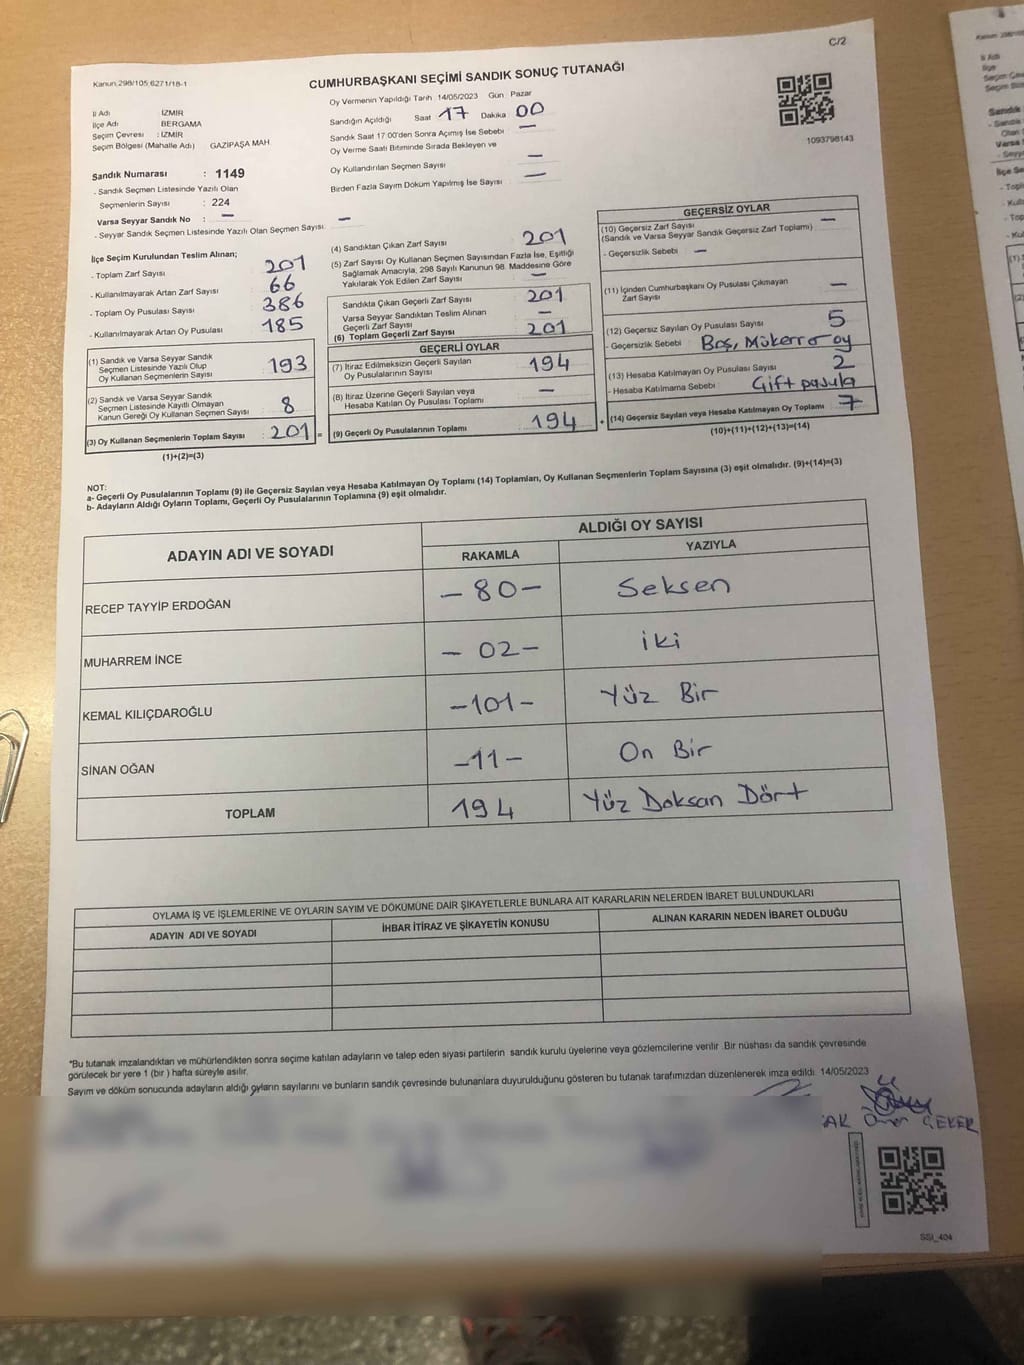 C/2
Kanun 298/105 6271/18-1
CUMHURBAŞKANI SEÇİMİ SANDIK SONUÇ TUTANAĞI
İl Adı : İZMİR
İlçe Adı : BERGAMA
Seçim Çevresi : İZMİR
Seçim Bölgesi (Mahalle Adı) GAZİPAŞA MAH
Sandık Numarası : 1149
- Sandık Seçmen Listesinde Yazılı Olan
Seçmenlerin Sayısı : 224
Varsa Seyyar Sandık No : —
- Seyyar Sandık Seçmen Listesinde Yazılı Olan Seçmen Sayısı: —
Oy Vermenin Yapıldığı Tarih 14/05/2023 Gün Pazar
Sandığın Açıldığı Saat 17 Dakika 00
Sandık Saat 17:00'den Sonra Açımış İse Sebebi —
Oy Verme Saati Bitiminde Sırada Bekleyen ve
Oy Kullandırılan Seçmen Sayısı —
Birden Fazla Sayım Döküm Yapılmış İse Sayısı —
1093798143
İlçe Seçim Kurulundan Teslim Alınan;
- Toplam Zarf Sayısı : 201
- Kullanılmayarak Artan Zarf Sayısı : 66
- Toplam Oy Pusulası Sayısı : 386
- Kullanılmayarak Artan Oy Pusulası : 185
(1) Sandık ve Varsa Seyyar Sandık
Seçmen Listesinde Yazılı Olup
Oy Kullanan Seçmenlerin Sayısı : 193
(2) Sandık ve Varsa Seyyar Sandık
Seçmen Listesinde Kayıtlı Olmayan
Kanun Gereği Oy Kullanan Seçmen Sayısı : 8
(3) Oy Kullanan Seçmenlerin Toplam Sayısı : 201 =
(1)+(2)=(3)
(4) Sandıktan Çıkan Zarf Sayısı : 201
(5) Zarf Sayısı Oy Kullanan Seçmen Sayısından Fazla İse, Eşitliği
Sağlamak Amacıyla, 298 Sayılı Kanunun 98. Maddesine Göre
Yakılarak Yok Edilen Zarf Sayısı : —
Sandıkta Çıkan Geçerli Zarf Sayısı : 201
Varsa Seyyar Sandıktan Teslim Alınan
Geçerli Zarf Sayısı : —
(6) Toplam Geçerli Zarf Sayısı : 201
GEÇERLİ OYLAR
(7) İtiraz Edilmeksizin Geçerli Sayılan
Oy Pusulalarının Sayısı : 194
(8) İtiraz Üzerine Geçerli Sayılan veya
Hesaba Katılan Oy Pusulası Toplamı : —
(9) Geçerli Oy Pusulalarının Toplamı : 194 +
GEÇERSİZ OYLAR
(10) Geçersiz Zarf Sayısı : —
(Sandık ve Varsa Seyyar Sandık Geçersiz Zarf Toplamı)
- Geçersizlik Sebebi : —
(11) İçinden Cumhurbaşkanı Oy Pusulası Çıkmayan
Zarf Sayısı : —
(12) Geçersiz Sayılan Oy Pusulası Sayısı : 5
- Geçersizlik Sebebi : Boş, Mükerrer oy
(13) Hesaba Katılmayan Oy Pusulası Sayısı : 2
- Hesaba Katılmama Sebebi : Çift pusula
(14) Geçersiz Sayılan veya Hesaba Katılmayan Oy Toplamı : 7
(10)+(11)+(12)+(13)=(14)
NOT:
a- Geçerli Oy Pusulalarının Toplamı (9) ile Geçersiz Sayılan veya Hesaba Katılmayan Oy Toplamı (14) Toplamları, Oy Kullanan Seçmenlerin Toplam Sayısına (3) eşit olmalıdır. (9)+(14)=(3)
b- Adayların Aldığı Oyların Toplamı, Geçerli Oy Pusulalarının Toplamına (9) eşit olmalıdır.
ADAYIN ADI VE SOYADI
ALDIĞI OY SAYISI
RAKAMLA YAZIYLA
RECEP TAYYİP ERDOĞAN -80- Seksen
MUHARREM İNCE -02- iki
KEMAL KILIÇDAROĞLU -101- Yüz Bir
SİNAN OĞAN -11- On Bir
TOPLAM 194 Yüz Doksan Dört
OYLAMA İŞ VE İŞLEMLERİNE VE OYLARIN SAYIM VE DÖKÜMÜNE DAİR ŞİKAYETLERLE BUNLARA AİT KARARLARIN NELERDEN İBARET BULUNDUKLARI
ADAYIN ADI VE SOYADI İHBAR İTİRAZ VE ŞİKAYETİN KONUSU ALINAN KARARIN NEDEN İBARET OLDUĞU
*Bu tutanak imzalandıktan ve mühürlendikten sonra seçime katılan adayların ve talep eden siyasi partilerin sandık kurulu üyelerine veya gözlemcilerine verilir .Bir nüshası da sandık çevresinde
görülecek bir yere 1 (bir ) hafta süreyle asılır.
Sayım ve döküm sonucunda adayların aldığı oyların sayılarını ve bunların sandık çevresinde bulunanlara duyurulduğunu gösteren bu tutanak tarafımızdan düzenlenerek imza edildi. 14/05/2023
AK Ömer ÇEKER
SSI_404